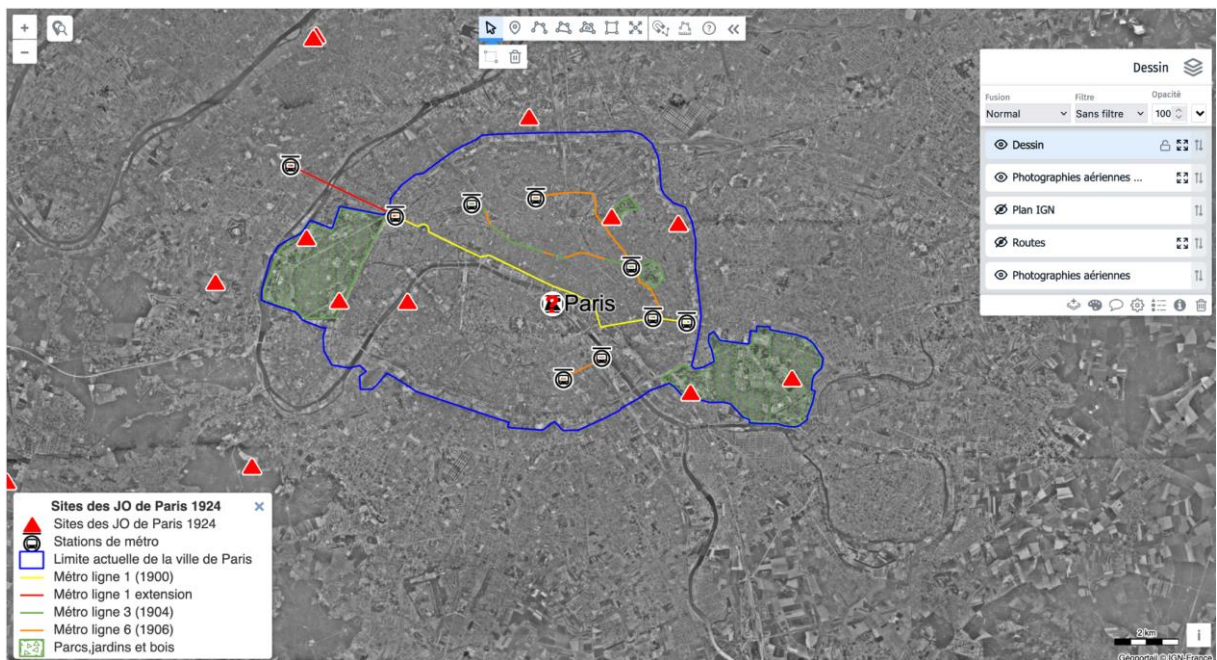 +
−
Dessin
Fusion
Filtre
Opacité
Normal
Sans filtre
100
Dessin
Photographies aériennes ...
Plan IGN
Routes
Photographies aériennes
Paris
Sites des JO de Paris 1924
Sites des JO de Paris 1924
Stations de métro
Limite actuelle de la ville de Paris
Métro ligne 1 (1900)
Métro ligne 1 extension
Métro ligne 3 (1904)
Métro ligne 6 (1906)
Parcs,jardins et bois
2 km
i
Géoportail © IGN-France